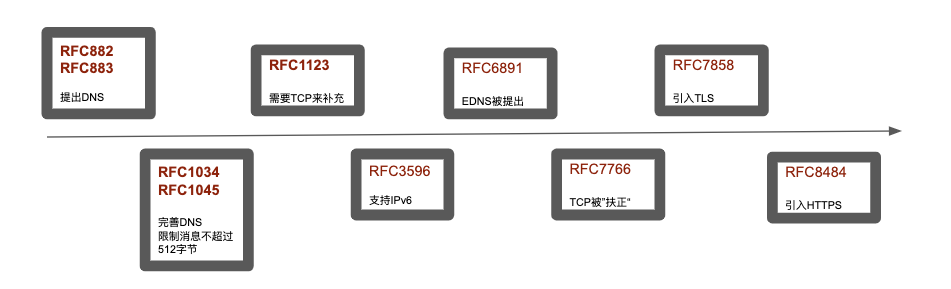 RFC882
RFC883
提出DNS
RFC1034
RFC1045
完善DNS
限制消息不超过
512字节
RFC1123
需要TCP来补充
RFC3596
支持IPv6
RFC6891
EDNS被提出
RFC7766
TCP被”扶正“
RFC7858
引入TLS
RFC8484
引入HTTPS